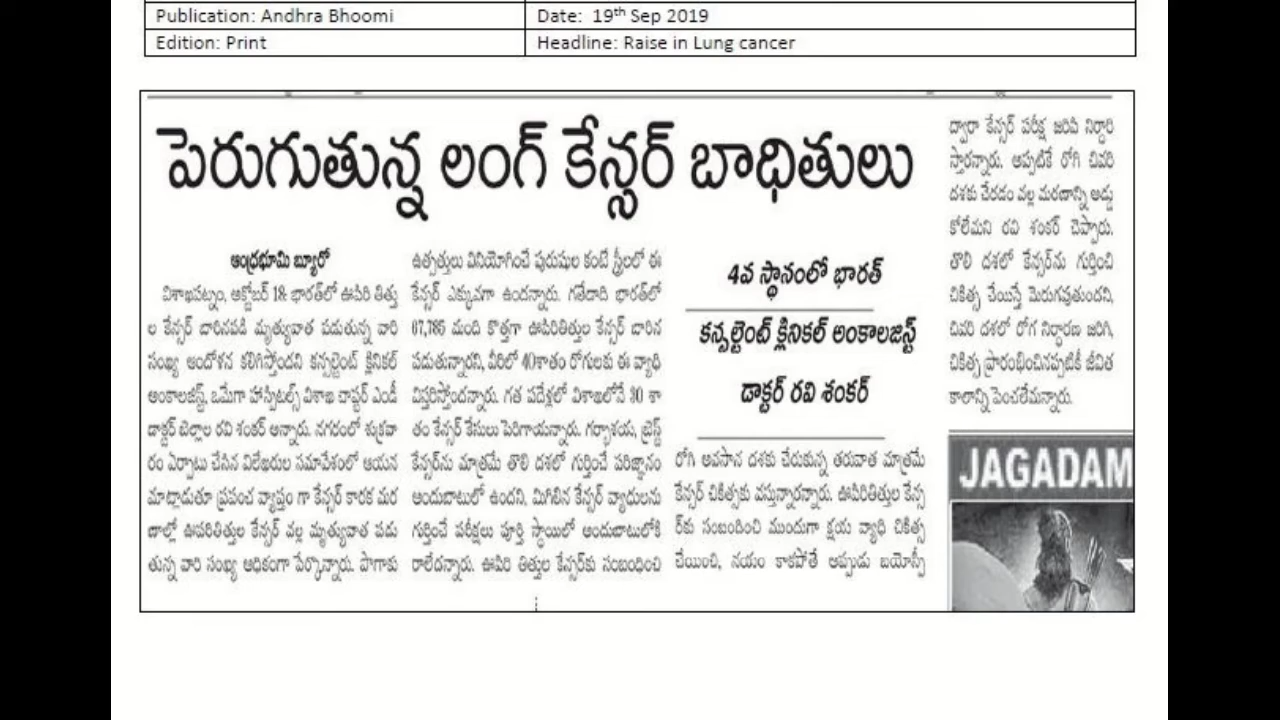 Publication: Andhra Bhoomi
Date: 19th Sep 2019
Edition: Print
Headline: Raise in Lung cancer
పెరుగుతున్న లంగ్ కేన్సర్ బాధితులు
ఆంధ్రభూమి బ్యూరో
విశాఖపట్నం, అక్టోబర్ 18: భారత్‌లో ఊపిరి తిత్తు
ల కేన్సర్ బారినపడి మృత్యువాత పడుతున్న వారి
సంఖ్య ఆందోళన కలిగిస్తోందని కన్సల్టెంట్ క్లినికల్
అంకాలజిస్ట్, ఒమేగా హాస్పిటల్స్ విశాఖ చాప్టర్ ఎండీ
డాక్టర్ బెల్లాల రవి శంకర్ అన్నారు. నగరంలో శుక్రవా
రం ఏర్పాటు చేసిన విలేఖరుల సమావేశంలో ఆయన
మాట్లాడుతూ ప్రపంచ వ్యాప్తం గా కేన్సర్ కారక మర
ణాల్లో ఊపరితిత్తుల కేన్సర్ వల్ల మృత్యువాత పడు
తున్న వారి సంఖ్య అధికంగా పేర్కొన్నారు. పొగాకు
ఉత్పత్తులు వినియోగించే పురుషుల కంటే స్త్రీలలో ఈ
కేన్సర్ ఎక్కువగా ఉందన్నారు. గతేడాది భారత్‌లో
67,795 మంది కొత్తగా ఊపిరితిత్తుల కేన్సర్ బారిన
పడుతున్నారని, వీరిలో 40శాతం రోగులకు ఈ వ్యాధి
విస్తరిస్తోందన్నారు. గత పదేళ్లలో విశాఖలోనే 30 శా
తం కేన్సర్ కేసులు పెరిగాయన్నారు. గర్భాశయ, బ్రెస్ట్
కేన్సర్‌ను మాత్రమే తొలి దశలో గుర్తించే పరిజ్ఞానం
అందుబాటులో ఉందని, మిగిలిన కేన్సర్ వ్యాధులను
గుర్తించే పరీక్షలు పూర్తి స్థాయిలో అందుబాటులోకి
రాలేదన్నారు. ఊపిరి తిత్తుల కేన్సర్‌కు సంబంధించి
4వ స్థానంలో భారత్
కన్సల్టెంట్ క్లినికల్ అంకాలజిస్ట్
డాక్టర్ రవి శంకర్
రోగి అవసాన దశకు చేరుకున్న తరువాత మాత్రమే
కేన్సర్ చికిత్సకు వస్తున్నారన్నారు. ఊపిరితిత్తుల కేన్స
ర్‌కు సంబంధించి ముందుగా క్షయ వ్యాధి చికిత్స
చేయించి, నయం కాకపోతే అప్పుడు బయోప్సీ
ద్వారా కేన్సర్ పరీక్ష జరిపి నిర్ధారి
స్తారన్నారు. అప్పటికే రోగి చివరి
దశకు చేరడం వల్ల మరణాన్ని అడ్డు
కోలేమని రవి శంకర్ చెప్పారు.
తొలి దశలో కేన్సర్‌ను గుర్తించి
చికిత్స చేయిస్తే మెరుగవుతుందని,
చివరి దశలో రోగ నిర్ధారణ జరిగి,
చికిత్స ప్రారంభించినప్పటికీ జీవిత
కాలాన్ని పెంచలేమన్నారు.
JAGADAM